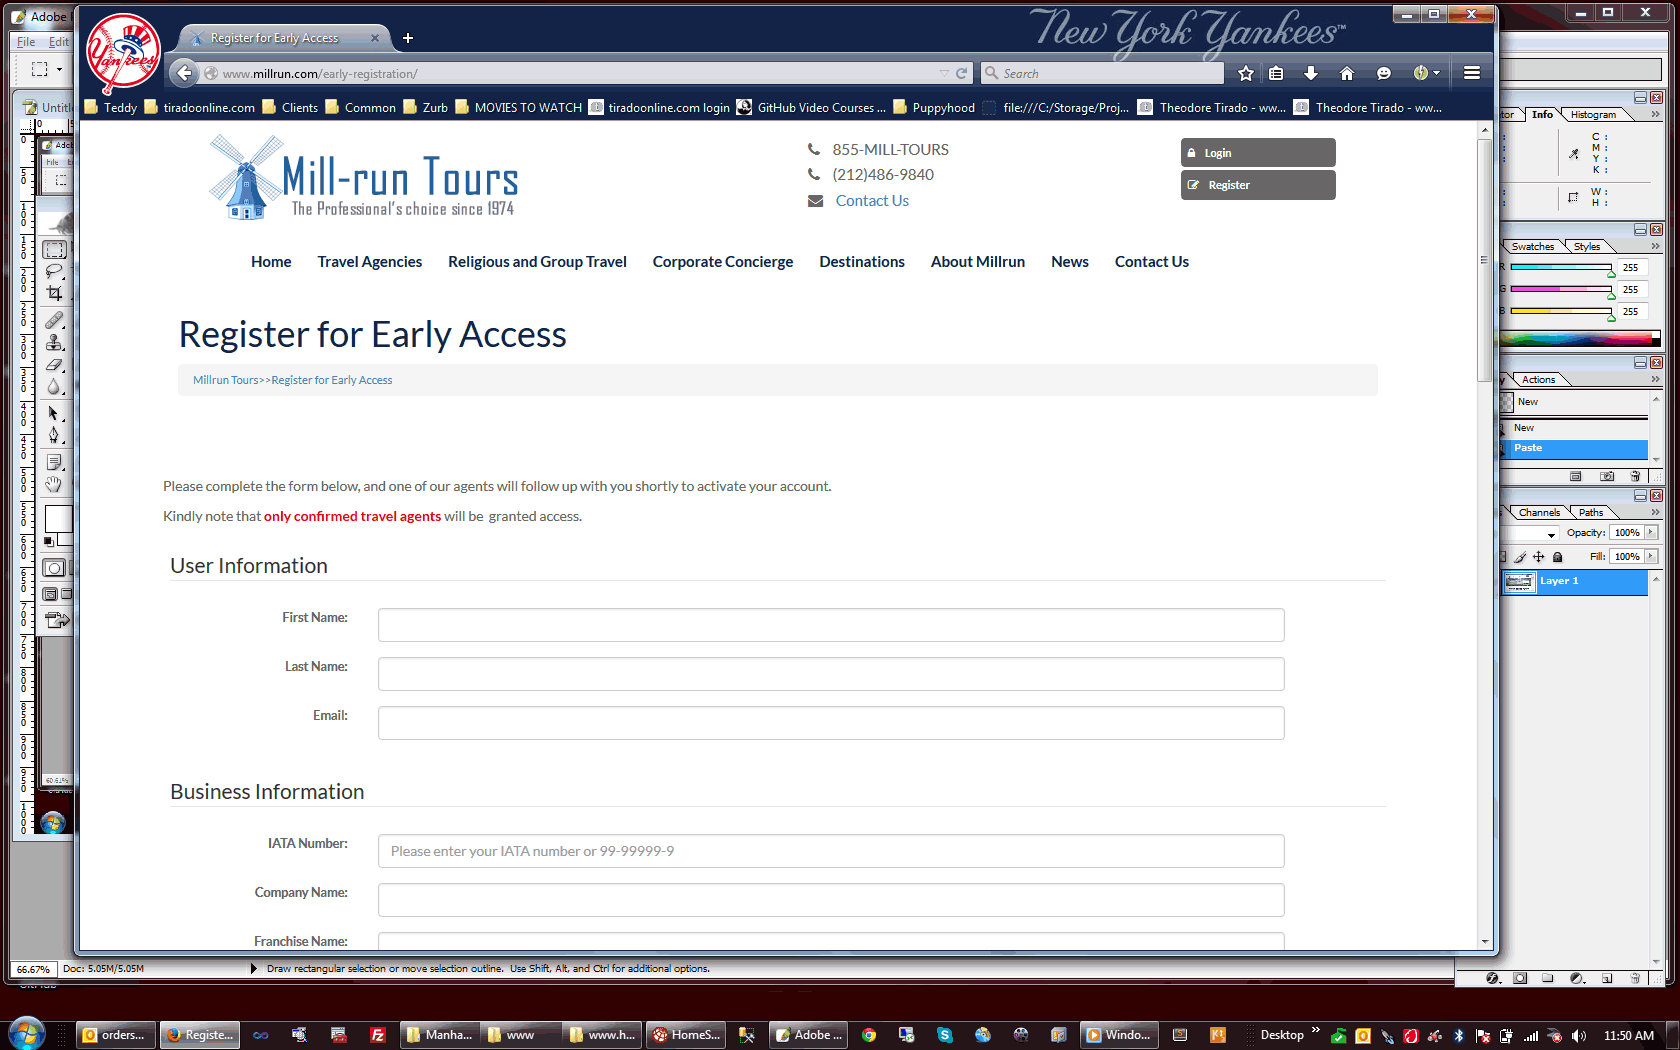 Adobe
New York Yankees™
Yankees
Register for Early Access
File Edit
www.millrun.com/early-registration/
Search
Teddy tiradoonline.com Clients Common Zurb MOVIES TO WATCH tiradoonline.com login GitHub Video Courses ... Puppyhood file:///C:/Storage/Proj... Theodore Tirado - ww... Theodore Tirado - ww...
Info Histogram
C :
M :
Y :
K :
W :
H :
Mill-run Tours
The Professional's choice since 1974
855-MILL-TOURS
(212)486-9840
Contact Us
Login
Register
Home Travel Agencies Religious and Group Travel Corporate Concierge Destinations About Millrun News Contact Us
Swatches Styles
R 255
G 255
B 255
Register for Early Access
Millrun Tours>>Register for Early Access
Actions
New
New
Paste
Please complete the form below, and one of our agents will follow up with you shortly to activate your account.
Kindly note that only confirmed travel agents will be granted access.
Channels Paths
Opacity: 100%
Fill: 100%
Layer 1
User Information
First Name:
Last Name:
Email:
Business Information
IATA Number:
Please enter your IATA number or 99-99999-9
Company Name:
Franchise Name:
66.67% Doc: 5.05M/5.05M Draw rectangular selection or move selection outline. Use Shift, Alt, and Ctrl for additional options.
GitHub
orders... Registe... Manha... www www.h... HomeS... Adobe ... Windo... Desktop » 11:50 AM